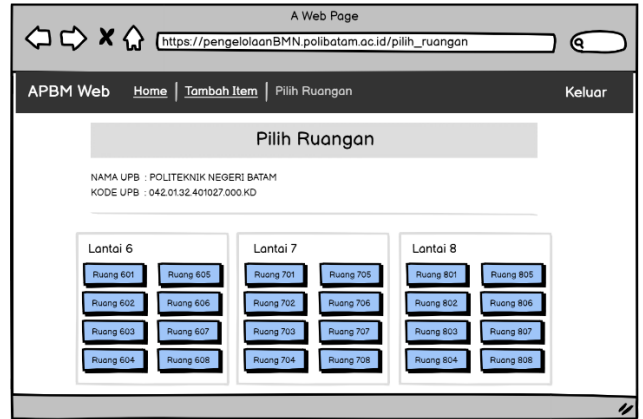 A Web Page
https://pengelolaanBMN.polibatam.ac.id/pilih_ruangan
APBM Web Home | Tambah Item | Pilih Ruangan Keluar
Pilih Ruangan
NAMA UPB : POLITEKNIK NEGERI BATAM
KODE UPB : 042.01.32.401027.000.KD
Lantai 6 Lantai 7 Lantai 8
Ruang 601 Ruang 605 Ruang 701 Ruang 705 Ruang 801 Ruang 805
Ruang 602 Ruang 606 Ruang 702 Ruang 706 Ruang 802 Ruang 806
Ruang 603 Ruang 607 Ruang 703 Ruang 707 Ruang 803 Ruang 807
Ruang 604 Ruang 608 Ruang 704 Ruang 708 Ruang 804 Ruang 808